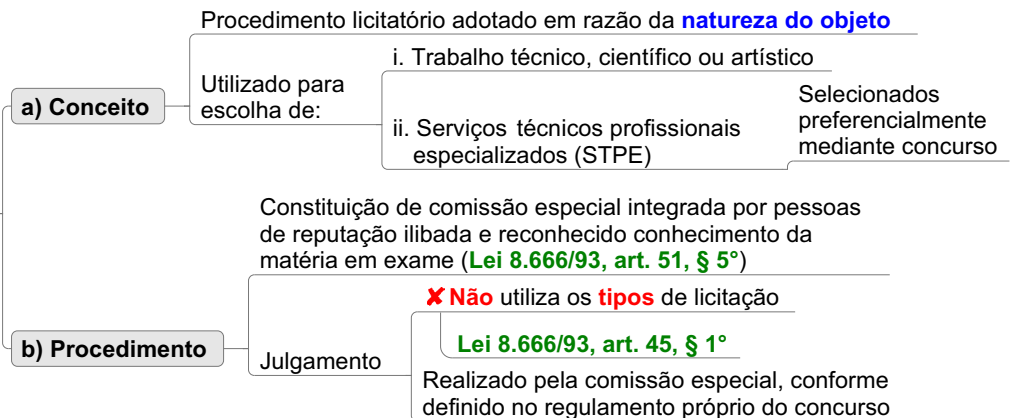 Procedimento licitatório adotado em razão da natureza do objeto
a) Conceito
Utilizado para
escolha de:
i. Trabalho técnico, científico ou artístico
ii. Serviços técnicos profissionais
especializados (STPE)
Selecionados
preferencialmente
mediante concurso
Constituição de comissão especial integrada por pessoas
de reputação ilibada e reconhecido conhecimento da
matéria em exame (Lei 8.666/93, art. 51, § 5°)
b) Procedimento
Julgamento
✘ Não utiliza os tipos de licitação
Lei 8.666/93, art. 45, § 1°
Realizado pela comissão especial, conforme
definido no regulamento próprio do concurso